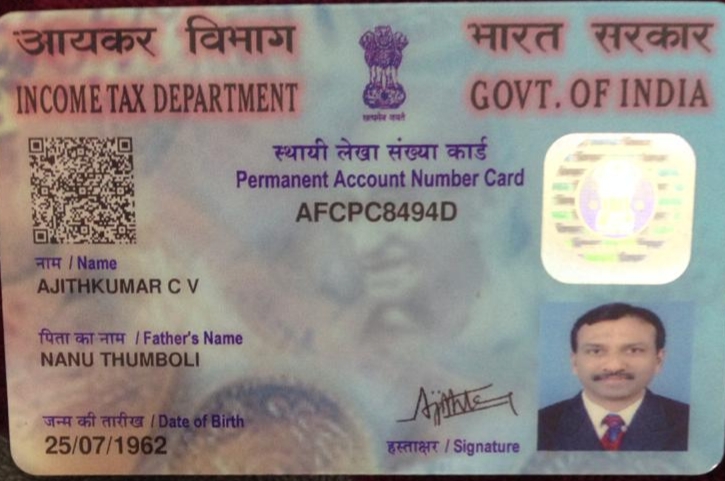 आयकर विभाग
भारत सरकार
INCOME TAX DEPARTMENT
GOVT. OF INDIA
सत्यमेव जयते
स्थायी लेखा संख्या कार्ड
Permanent Account Number Card
AFCPC8494D
नाम / Name
AJITHKUMAR C V
पिता का नाम / Father's Name
NANU THUMBOLI
जन्म की तारीख / Date of Birth
25/07/1962
हस्ताक्षर / Signature